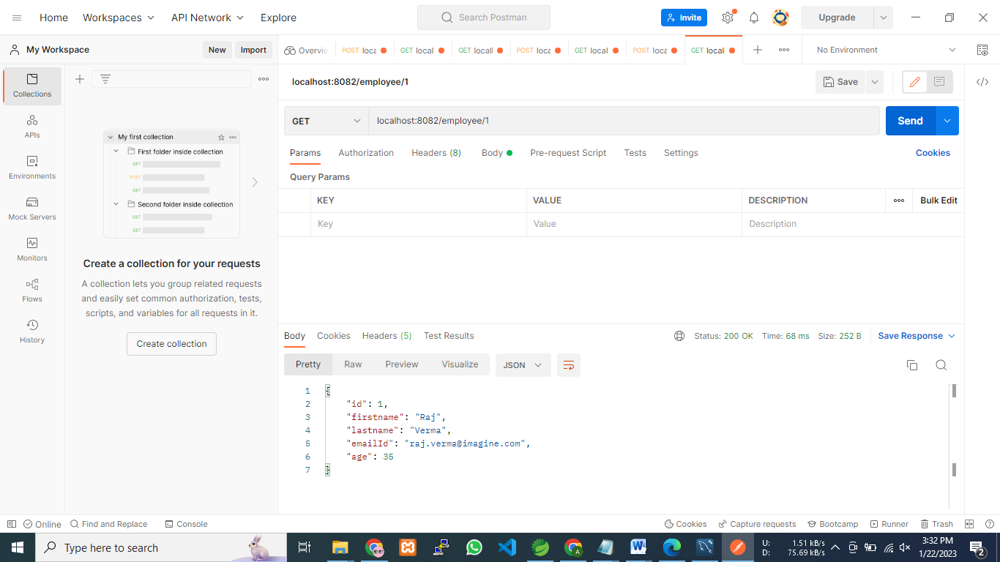 Home Workspaces API Network Explore Search Postman Invite Upgrade
My Workspace New Import Overvie POST loca GET local GET locall POST loca GET local POST loca GET local No Environment
Collections
APIs
Environments
Mock Servers
Monitors
Flows
History
My first collection
First folder inside collection
GET
POST
GET
Second folder inside collection
GET
GET
Create a collection for your requests
A collection lets you group related requests
and easily set common authorization, tests,
scripts, and variables for all requests in it.
Create collection
localhost:8082/employee/1 Save
GET localhost:8082/employee/1 Send
Params Authorization Headers (8) Body Pre-request Script Tests Settings Cookies
Query Params
KEY VALUE DESCRIPTION Bulk Edit
Key Value Description
Body Cookies Headers (5) Test Results Status: 200 OK Time: 68 ms Size: 252 B Save Response
Pretty Raw Preview Visualize JSON
1 {
2 "id": 1,
3 "firstname": "Raj",
4 "lastname": "Verma",
5 "emailId": "raj.verma@imagine.com",
6 "age": 35
7 }
Online Find and Replace Console Cookies Capture requests Bootcamp Runner Trash
Type here to search
U: 1.51 kB/s
D: 75.69 kB/s
3:32 PM
1/22/2023
2